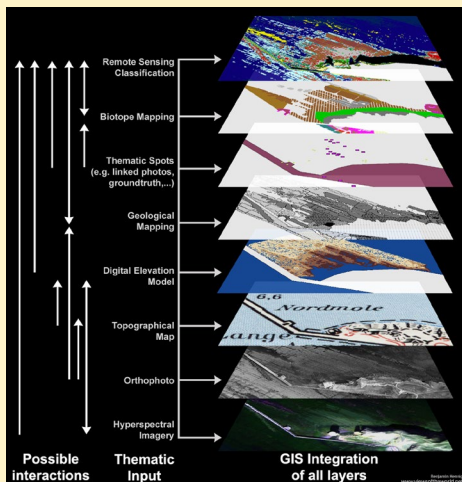 Remote Sensing
Classification
Biotope Mapping
Thematic Spots
(e.g. linked photos,
groundtruth,...)
Geological
Mapping
Digital Elevation
Model
Topographical
Map
Orthophoto
Hyperspectral
Imagery
6,6
Nordmole
Possible
interactions
Thematic
Input
GIS Integration
of all layers